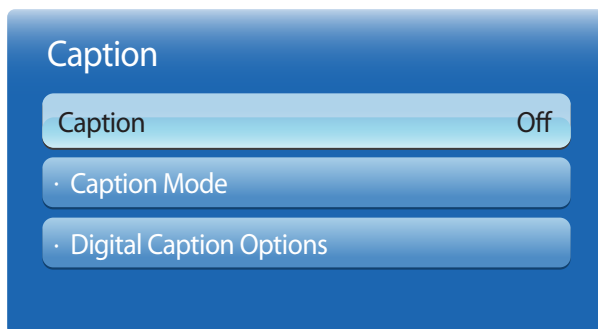 Caption
Caption Off
· Caption Mode
· Digital Caption Options